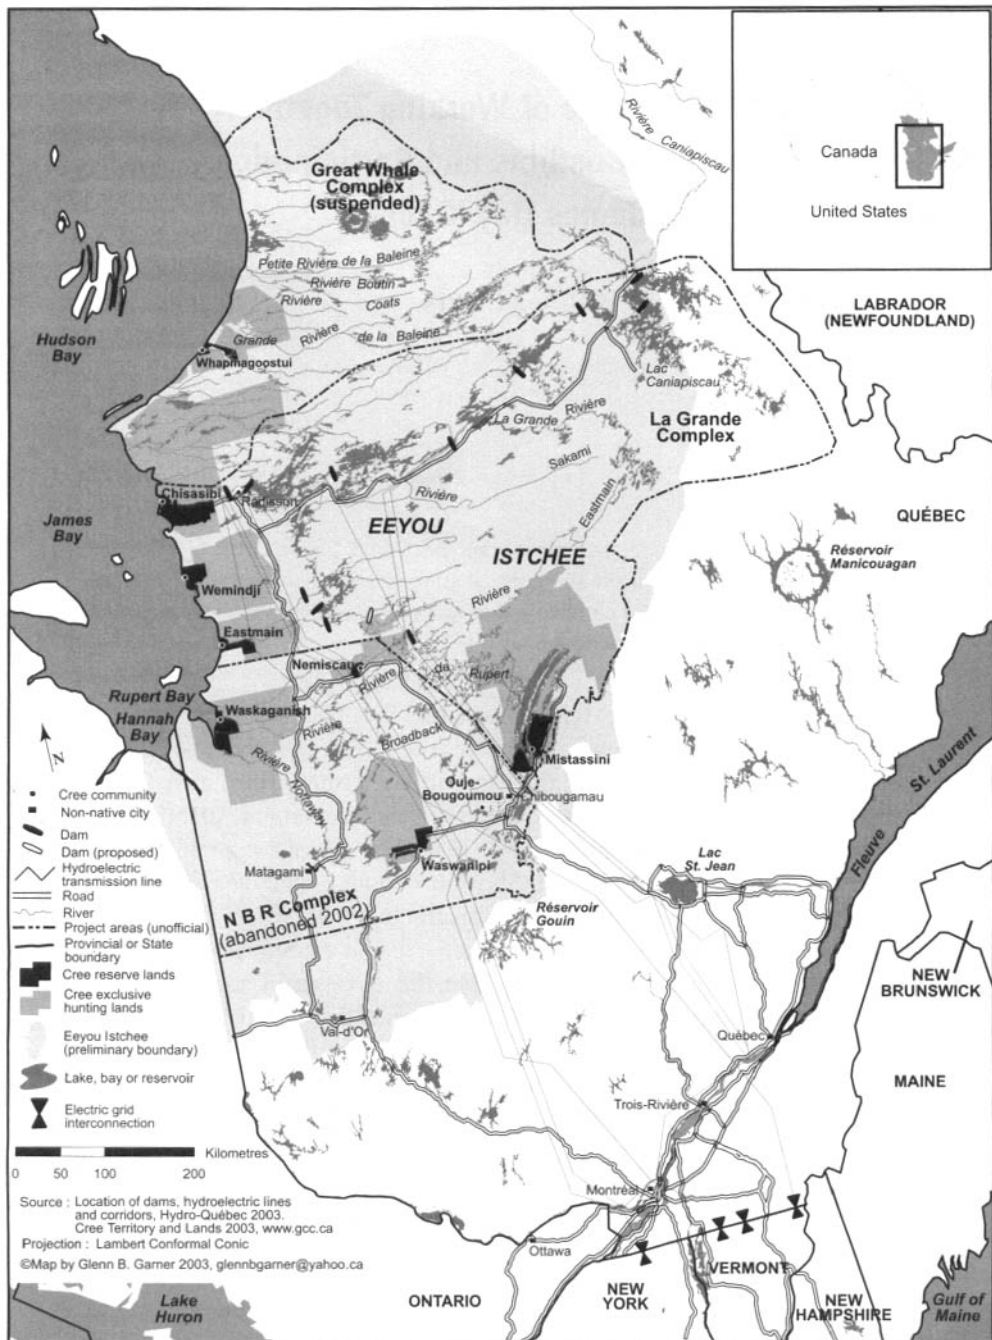 Rivière
Caniapiscau
Canada
United States
Great Whale
Complex
(suspended)
Petite Rivière de la Baleine
Rivière Boutin
Rivière Coats
Grande Rivière de la Baleine
Hudson
Bay
Whapmagoostui
LABRADOR
(NEWFOUNDLAND)
Lac
Caniapiscau
La Grande Rivière
La Grande
Complex
Sakami
Rivière
Eastmain
Chisasibi
Radisson
James
Bay
EEYOU
ISTCHEE
QUÉBEC
Réservoir
Manicouagan
Wemindji
Eastmain
Rivière
de
Rupert
Nemiscau
Rivière
Rupert Bay
Hannah
Bay
Waskaganish
Rivière
Broadback
Rivière Nottaway
Mistassini
Ouje-
Bougoumou
Chibougamau
N
Fleuve St. Laurent
Waswanipi
Matagami
Lac
St. Jean
N B R Complex
(abandoned 2002)
Réservoir
Gouin
Val-d'Or
NEW
BRUNSWICK
MAINE
Québec
Trois-Rivière
Montréal
Ottawa
VERMONT
NEW
YORK
NEW
HAMPSHIRE
ONTARIO
Lake
Huron
Gulf of
Maine
Cree community
Non-native city
Dam
Dam (proposed)
Hydroelectric
transmission line
Road
River
Project areas (unofficial)
Provincial or State
boundary
Cree reserve lands
Cree exclusive
hunting lands
Eeyou Istchee
(preliminary boundary)
Lake, bay or reservoir
Electric grid
interconnection
Kilometres
0 50 100 200
Source : Location of dams, hydroelectric lines
and corridors, Hydro-Québec 2003.
Cree Territory and Lands 2003, www.gcc.ca
Projection : Lambert Conformal Conic
©Map by Glenn B. Garner 2003, glennbgarner@yahoo.ca